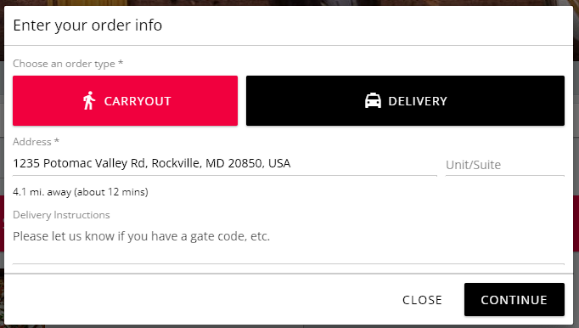 Enter your order info
Choose an order type *
CARRYOUT
DELIVERY
Address *
1235 Potomac Valley Rd, Rockville, MD 20850, USA
Unit/Suite
4.1 mi. away (about 12 mins)
Delivery Instructions
Please let us know if you have a gate code, etc.
CLOSE
CONTINUE